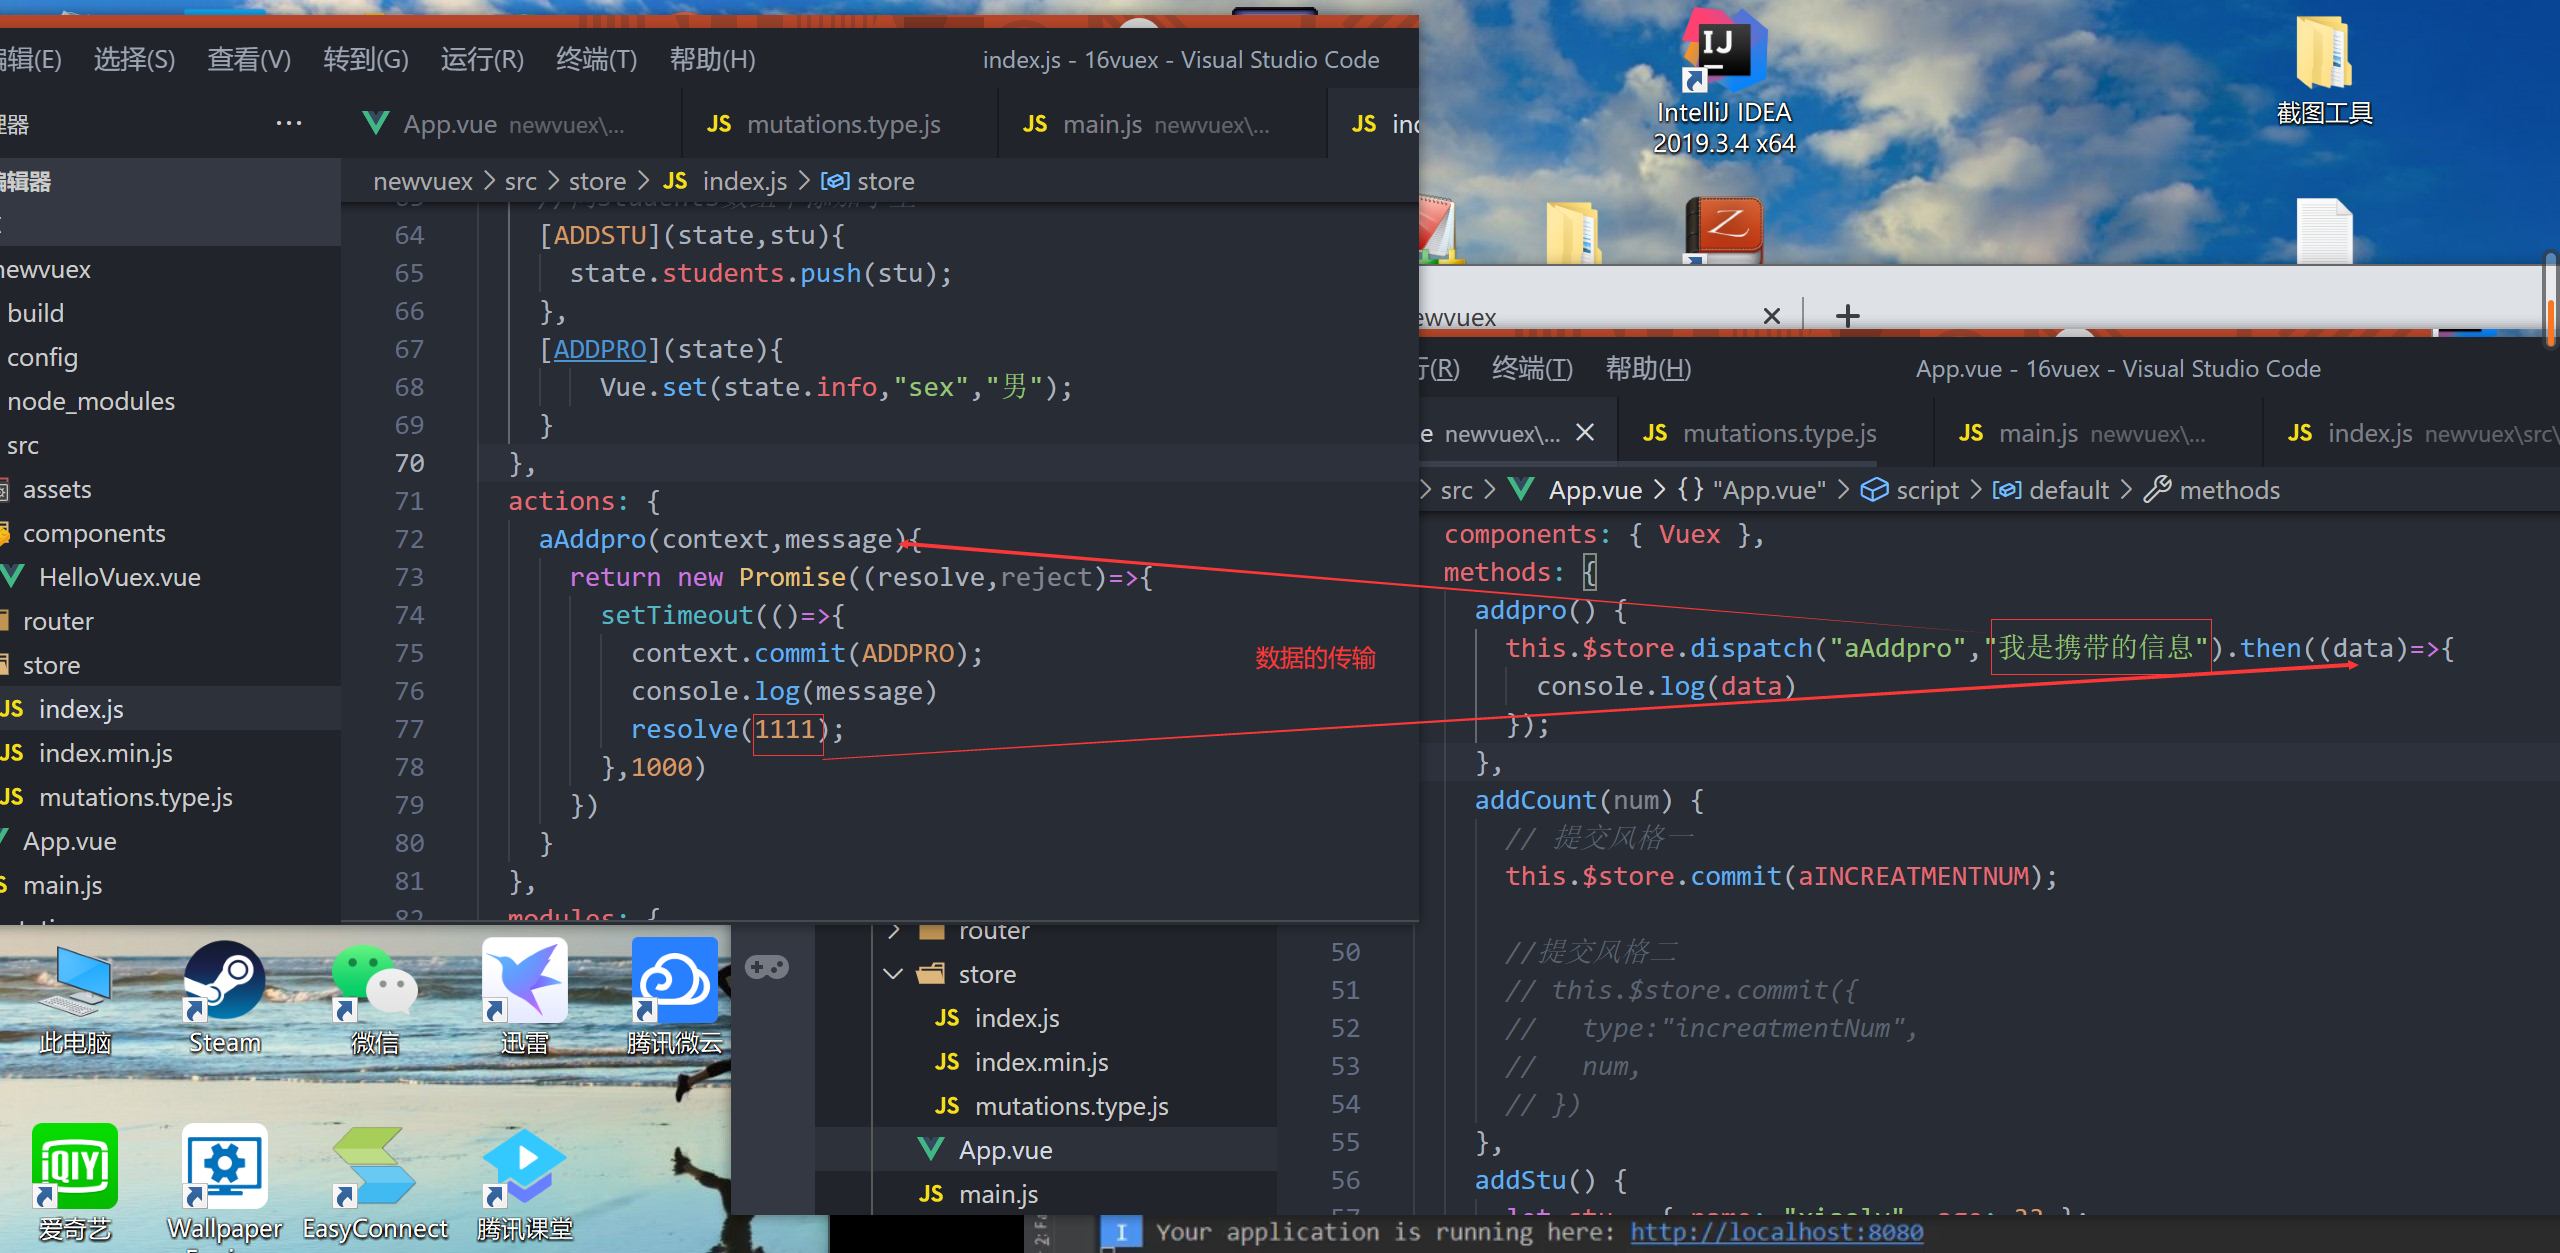 选择(S) 查看(V) 转到(G) 运行(R) 终端(T) 帮助(H) index.js - 16vuex - Visual Studio Code
App.vue newvuex\... JS mutations.type.js JS main.js newvuex\... JS
newvuex > src > store > JS index.js > store
newvuex
build
config
node_modules
src
assets
components
HelloVuex.vue
router
store
JS index.js
JS index.min.js
JS mutations.type.js
App.vue
main.js
64 [ADDSTU](state,stu){
65 state.students.push(stu);
66 },
67 [ADDPRO](state){
68 Vue.set(state.info,"sex","男");
69 }
70 },
71 actions: {
72 aAddpro(context,message){
73 return new Promise((resolve,reject)=>{
74 setTimeout(()=>{
75 context.commit(ADDPRO);
76 console.log(message)
77 resolve(1111);
78 },1000)
79 })
80 }
81 },
82 modules: {
数据的传输
IJ
IntelliJ IDEA
2019.3.4 x64
截图工具
终端(T) 帮助(H) App.vue - 16vuex - Visual Studio Code
newvuex\... JS mutations.type.js JS main.js newvuex\... JS index.js newvuex\src\
> src > App.vue > {} "App.vue" > script > default > methods
components: { Vuex },
methods: {
addpro() {
this.$store.dispatch("aAddpro","我是携带的信息").then((data)=>{
console.log(data)
});
},
addCount(num) {
// 提交风格一
this.$store.commit(aINCREATMENTNUM);
50 //提交风格二
51 // this.$store.commit({
52 // type:"increatmentNum",
53 // num,
54 // })
55 },
56 addStu() {
router
store
JS index.js
JS index.min.js
JS mutations.type.js
App.vue
JS main.js
此电脑
Steam
微信
迅雷
腾讯微云
iQIYI
爱奇艺
Wallpaper
EasyConnect
腾讯课堂
I Your application is running here: http://localhost:8080